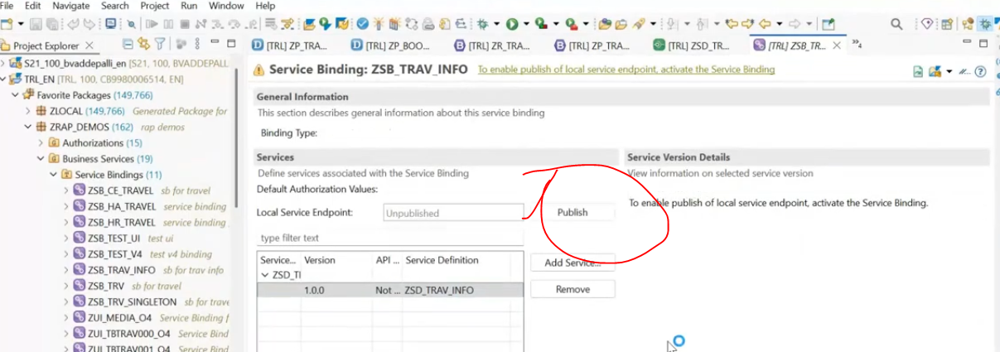 File Edit Navigate Search Project Run Window Help
Project Explorer
[TRL] ZP_TRA...
[TRL] ZP_BOO...
[TRL] ZR_TRA...
[TRL] ZP_TRA...
[TRL] ZSD_TR...
[TRL] ZSB_TR...
4
S21_100_bvaddepalli_en [S21, 100, BVADDEPALL
TRL_EN [TRL, 100, CB9980006514, EN]
Favorite Packages (149,766)
ZLOCAL (149,766) Generated Package for
ZRAP_DEMOS (162) rap demos
Authorizations (15)
Business Services (19)
Service Bindings (11)
ZSB_CE_TRAVEL sb for travel
ZSB_HA_TRAVEL service binding
ZSB_HR_TRAVEL service binding
ZSB_TEST_UI test ui
ZSB_TEST_V4 test v4 binding
ZSB_TRAV_INFO sb for trav info
ZSB_TRV sb for travel
ZSB_TRV_SINGLETON sb for trave
ZUI_MEDIA_O4 Service Binding f
ZUI_TBTRAV000_O4 Service Bind
ZUI_TBTRAV001_O4 Service Bind
Service Binding: ZSB_TRAV_INFO To enable publish of local service endpoint, activate the Service Binding
General Information
This section describes general information about this service binding
Binding Type:
Services
Define services associated with the Service Binding
Default Authorization Values:
Local Service Endpoint: Unpublished Publish
type filter text
Service... Version API ... Service Definition
ZSD_TI
1.0.0 Not ... ZSD_TRAV_INFO
Add Service...
Remove
Service Version Details
View information on selected service version
To enable publish of local service endpoint, activate the Service Binding.